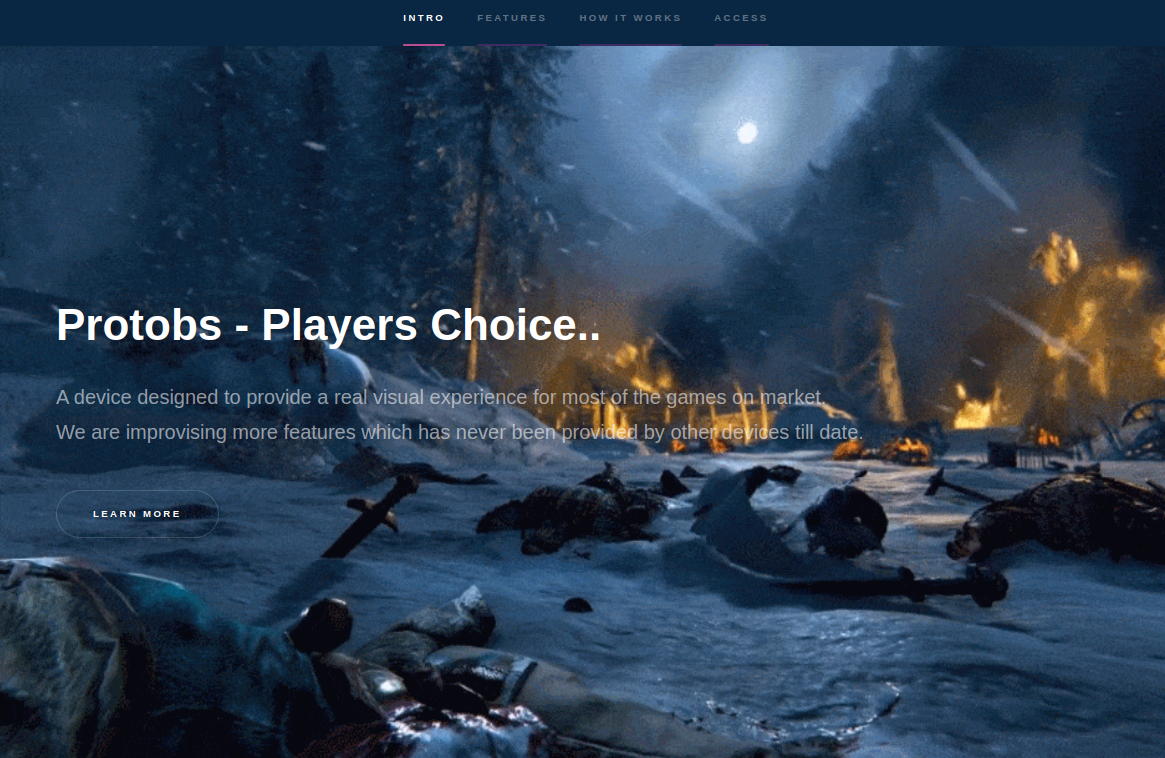 INTRO FEATURES HOW IT WORKS ACCESS
Protobs - Players Choice..
A device designed to provide a real visual experience for most of the games on market.
We are improvising more features which has never been provided by other devices till date.
LEARN MORE